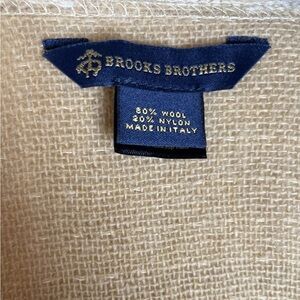 BROOKS BROTHERS
80% WOOL
20% NYLON
MADE IN ITALY